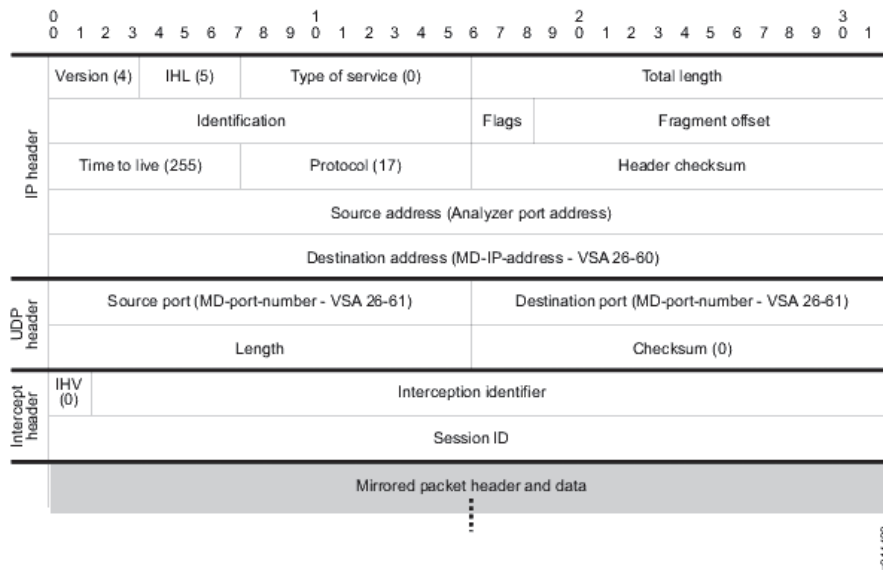 0 1 2 3
0 1 2 3 4 5 6 7 8 9 0 1 2 3 4 5 6 7 8 9 0 1 2 3 4 5 6 7 8 9 0 1
IP header
Version (4) IHL (5) Type of service (0) Total length
Identification Flags Fragment offset
Time to live (255) Protocol (17) Header checksum
Source address (Analyzer port address)
Destination address (MD-IP-address - VSA 26-60)
UDP header
Source port (MD-port-number - VSA 26-61) Destination port (MD-port-number - VSA 26-61)
Length Checksum (0)
Intercept header
IHV (0) Interception identifier
Session ID
Mirrored packet header and data